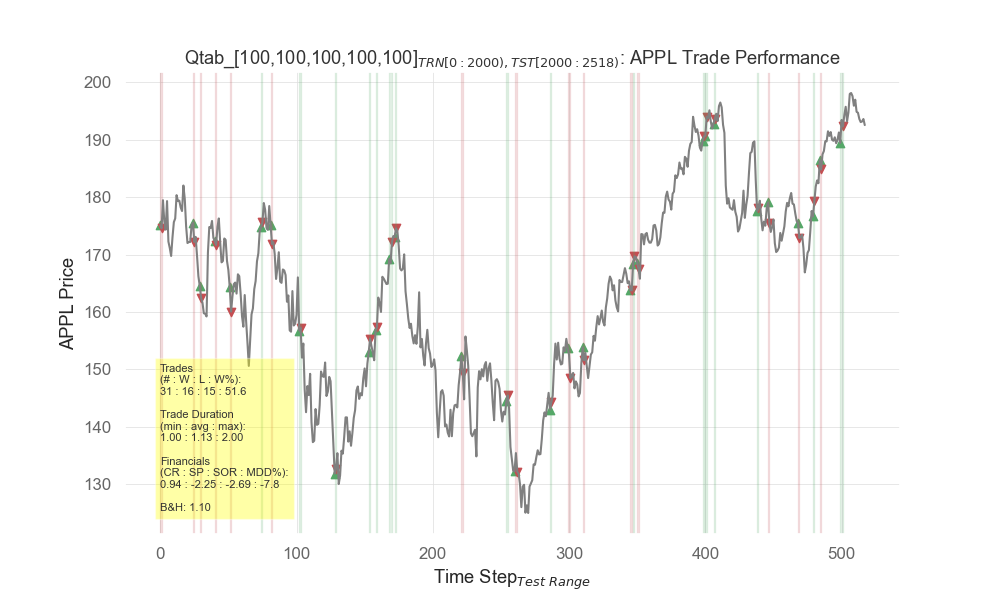 Qtab_[100,100,100,100,100]TRN[0 : 2000), TST[2000 : 2518): APPL Trade Performance
200
190
180
170
160
150
140
130
APPL Price
Trades
(# : W : L : W%):
31 : 16 : 15 : 51.6
Trade Duration
(min : avg : max):
1.00 : 1.13 : 2.00
Financials
(CR : SP : SOR : MDD%):
0.94 : -2.25 : -2.69 : -7.8
B&H: 1.10
0 100 200 300 400 500
Time Step Test Range